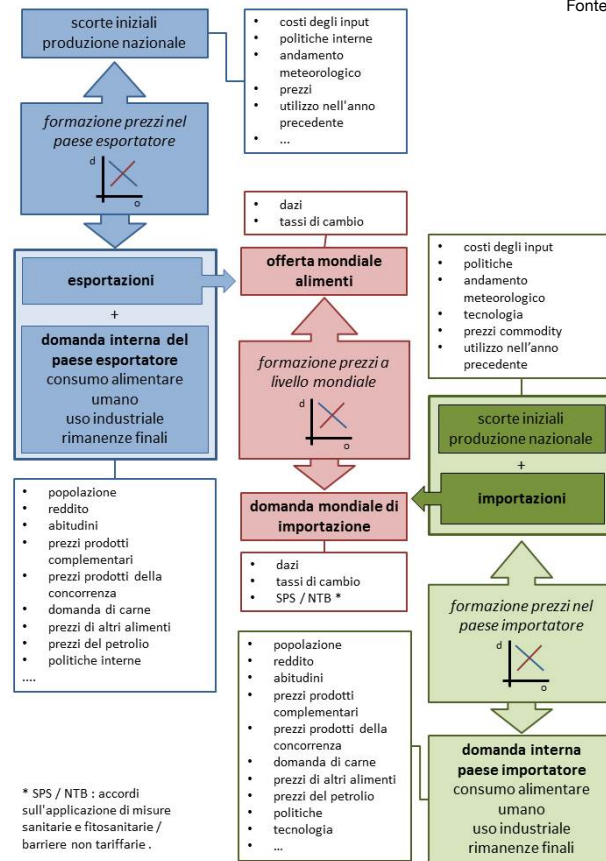 Fonte
scorte iniziali
produzione nazionale
• costi degli input
• politiche interne
• andamento
meteorologico
• prezzi
• utilizzo nell'anno
precedente
• ...
formazione prezzi nel
paese esportatore
d
o
• dazi
• tassi di cambio
esportazioni
+
domanda interna del
paese esportatore
consumo alimentare
umano
uso industriale
rimanenze finali
offerta mondiale
alimenti
formazione prezzi a
livello mondiale
d
o
domanda mondiale di
importazione
• dazi
• tassi di cambio
• SPS / NTB *
• costi degli input
• politiche
• andamento
meteorologico
• tecnologia
• prezzi commodity
• utilizzo nell'anno
precedente
scorte iniziali
produzione nazionale
+
importazioni
• popolazione
• reddito
• abitudini
• prezzi prodotti
complementari
• prezzi prodotti della
concorrenza
• domanda di carne
• prezzi di altri alimenti
• prezzi del petrolio
• politiche interne
....
formazione prezzi nel
paese importatore
d
o
• popolazione
• reddito
• abitudini
• prezzi prodotti
complementari
• prezzi prodotti della
concorrenza
• domanda di carne
• prezzi di altri alimenti
• prezzi del petrolio
• politiche
• tecnologia
• ...
domanda interna
paese importatore
consumo alimentare
umano
uso industriale
rimanenze finali
* SPS / NTB : accordi
sull'applicazione di misure
sanitarie e fitosanitarie /
barriere non tariffarie .